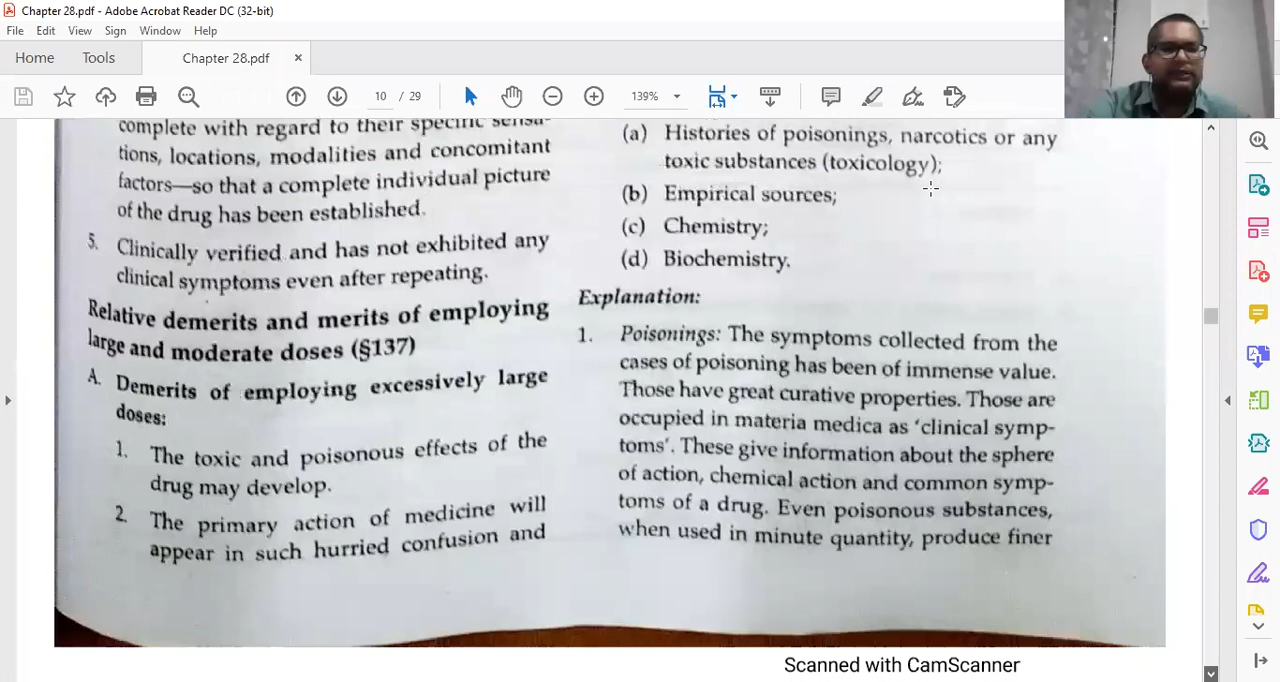 Chapter 28.pdf - Adobe Acrobat Reader DC (32-bit)
File Edit View Sign Window Help
Home Tools Chapter 28.pdf ×
10 / 29 139%
complete with regard to their specific sensa-
tions, locations, modalities and concomitant
factors—so that a complete individual picture
of the drug has been established.
5. Clinically verified and has not exhibited any
clinical symptoms even after repeating.
Relative demerits and merits of employing
large and moderate doses (§137)
A. Demerits of employing excessively large
doses:
1. The toxic and poisonous effects of the
drug may develop.
2. The primary action of medicine will
appear in such hurried confusion and
(a) Histories of poisonings, narcotics or any
toxic substances (toxicology);
(b) Empirical sources;
(c) Chemistry;
(d) Biochemistry.
Explanation:
1. Poisonings: The symptoms collected from the
cases of poisoning has been of immense value.
Those have great curative properties. Those are
occupied in materia medica as ‘clinical symp-
toms’. These give information about the sphere
of action, chemical action and common symp-
toms of a drug. Even poisonous substances,
when used in minute quantity, produce finer
Scanned with CamScanner